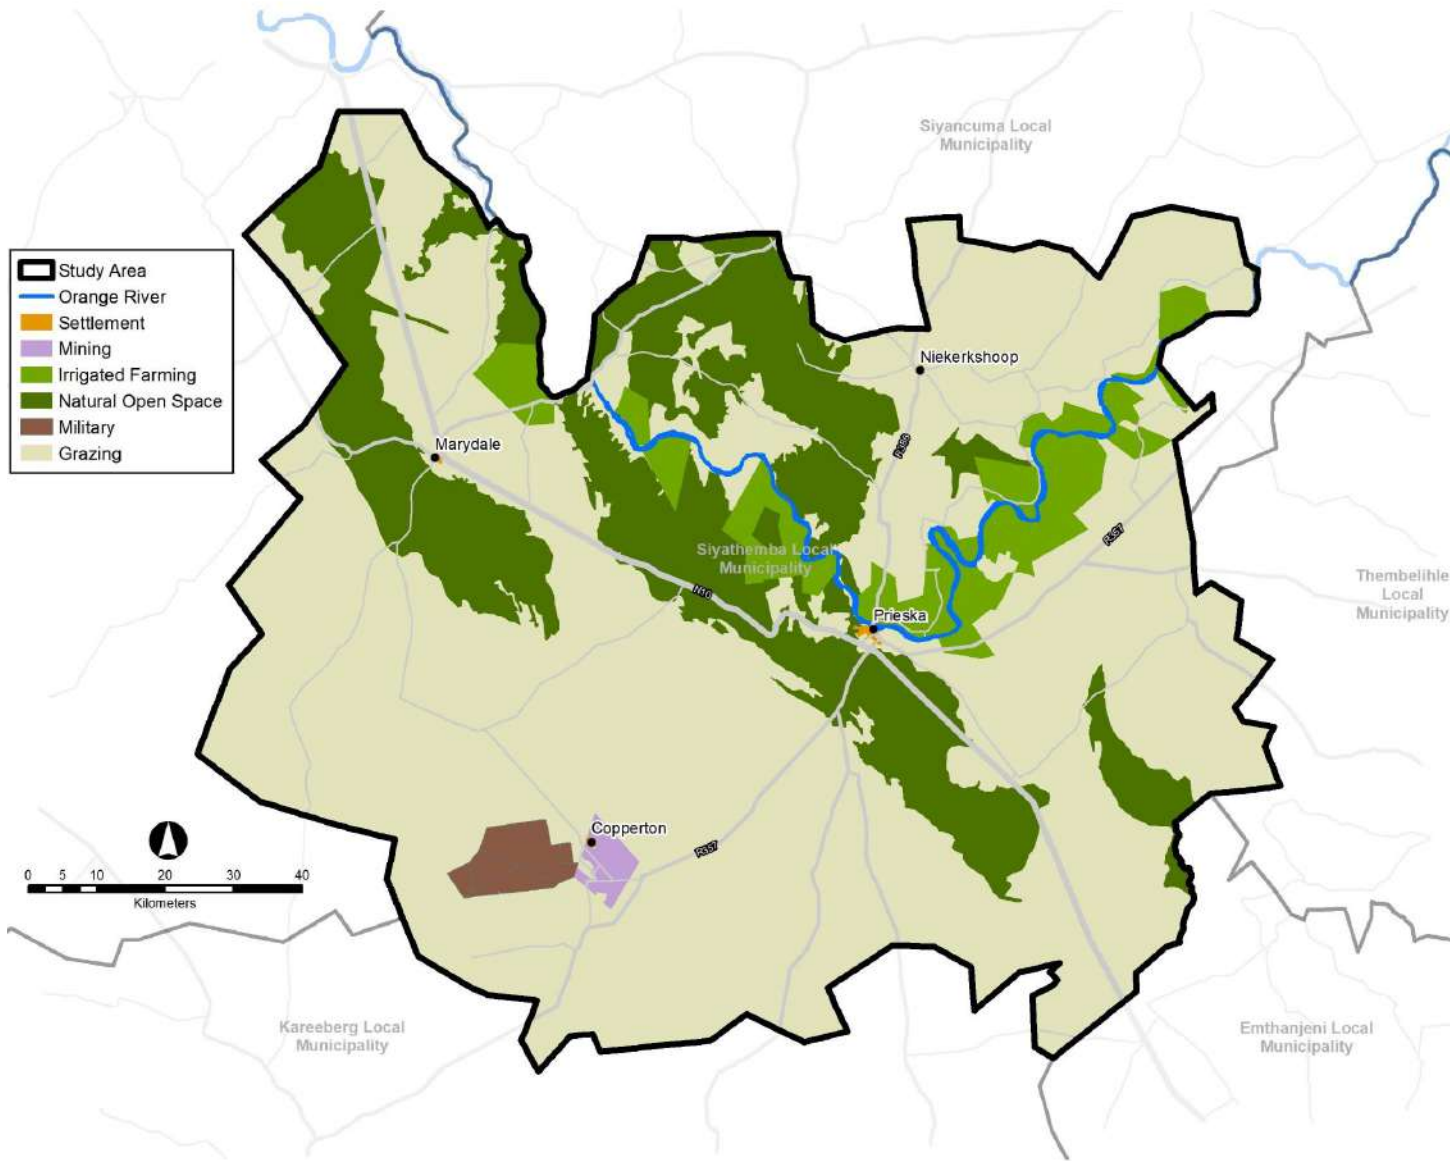 Siyancuma Local
Municipality
Study Area
Orange River
Settlement
Mining
Irrigated Farming
Natural Open Space
Military
Grazing
Niekerkshoop
Marydale
R386
R357
Siyathemba Local
Municipality
N10
Thembelihle
Local
Municipality
Prieska
Copperton
R357
0 5 10 20 30 40
Kilometers
Kareeberg Local
Municipality
Emthanjeni Local
Municipality